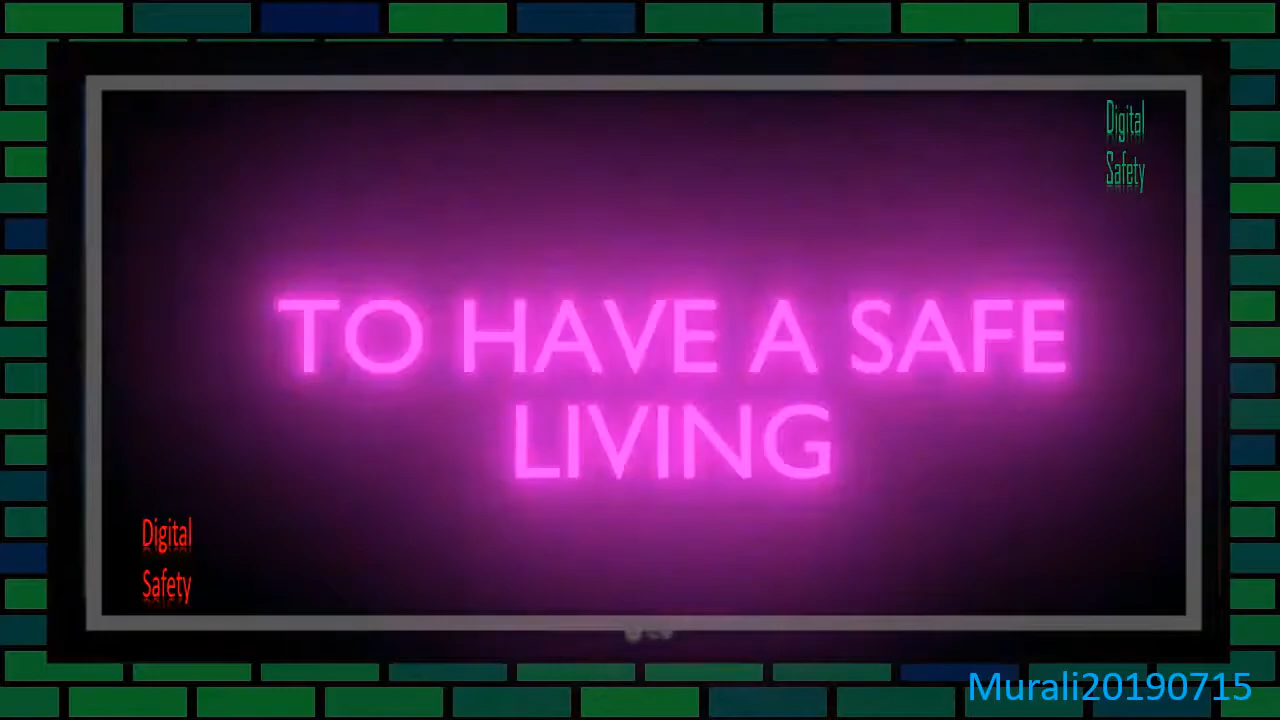 Digital
Safety
TO HAVE A SAFE
LIVING
Digital
Safety
Murali20190715